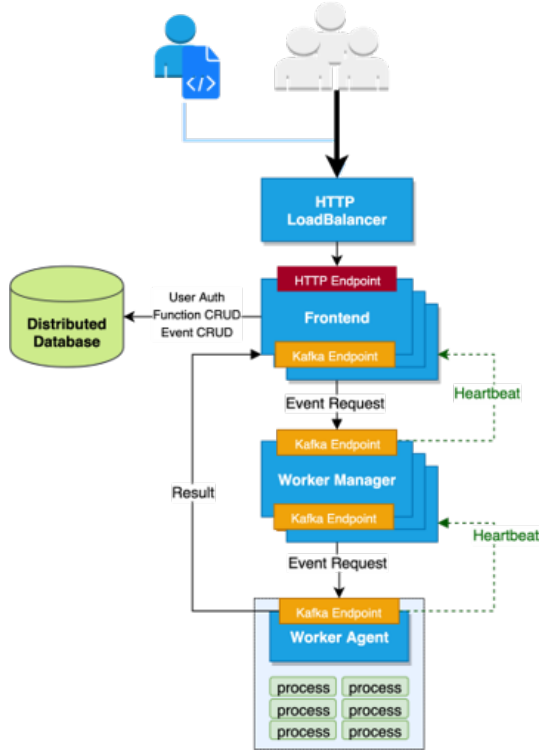 </>
HTTP
LoadBalancer
HTTP Endpoint
Frontend
Kafka Endpoint
User Auth
Function CRUD
Event CRUD
Distributed
Database
Event Request
Heartbeat
Kafka Endpoint
Worker Manager
Kafka Endpoint
Result
Event Request
Heartbeat
Kafka Endpoint
Worker Agent
process process
process process
process process